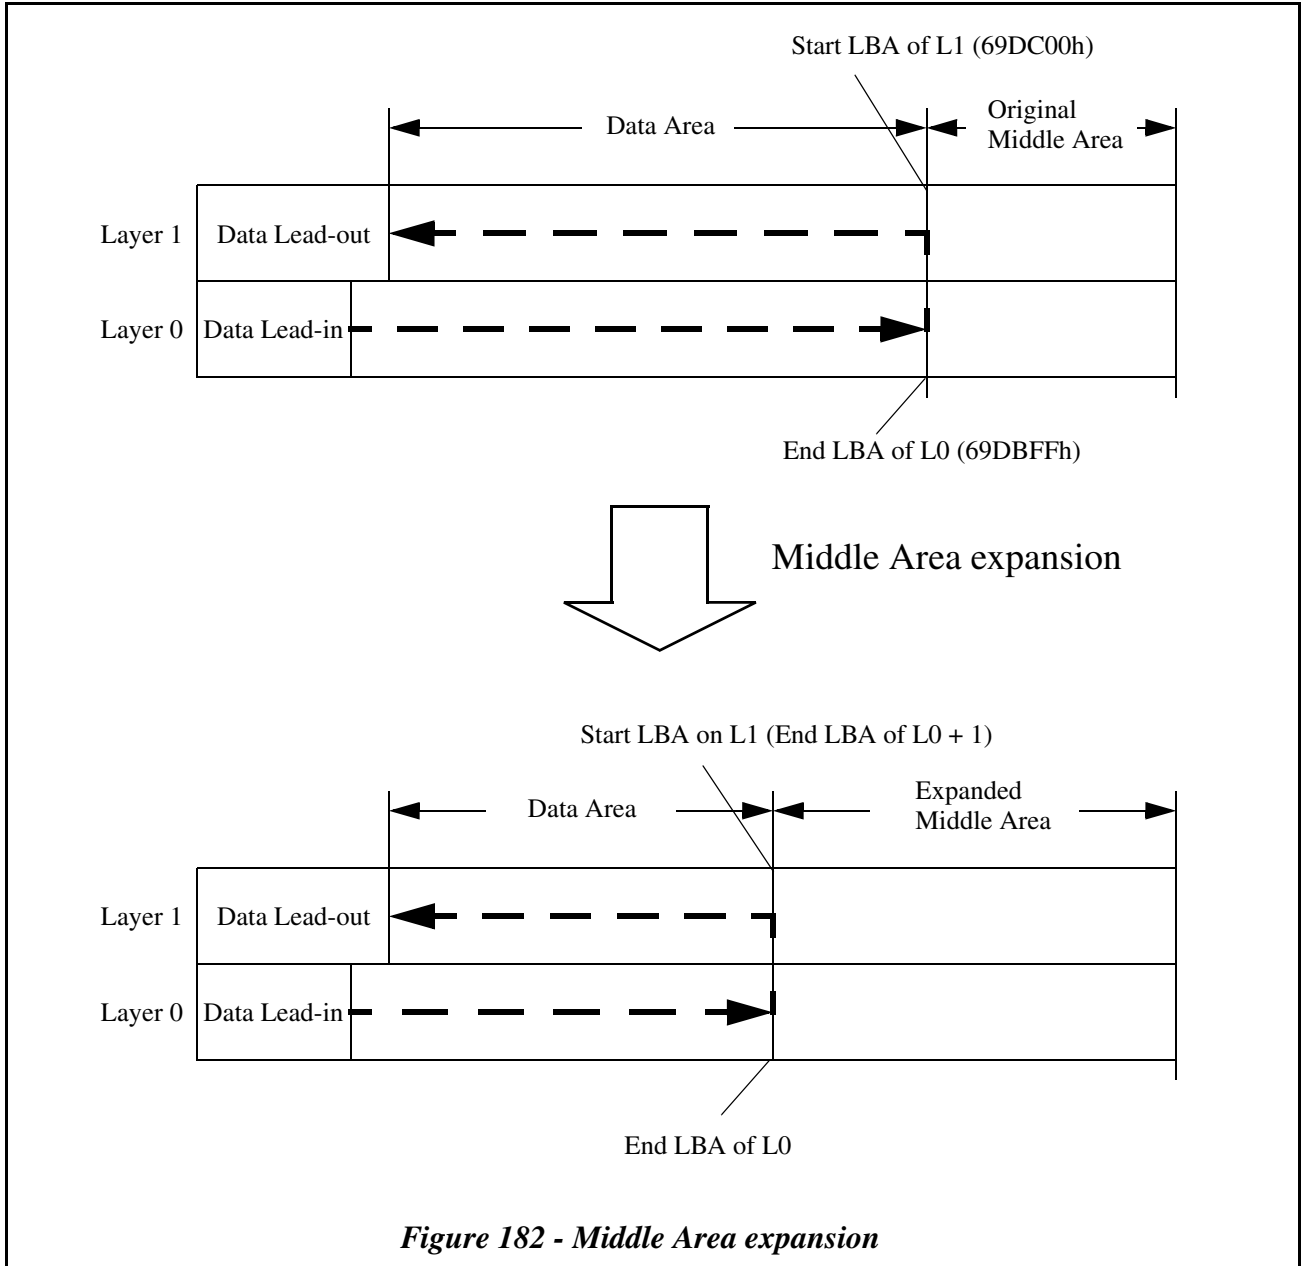 Start LBA of L1 (69DC00h)
Data Area
Original
Middle Area
Layer 1
Data Lead-out
Layer 0
Data Lead-in
End LBA of L0 (69DBFFh)
Middle Area expansion
Start LBA on L1 (End LBA of L0 + 1)
Data Area
Expanded
Middle Area
Layer 1
Data Lead-out
Layer 0
Data Lead-in
End LBA of L0
Figure 182 - Middle Area expansion